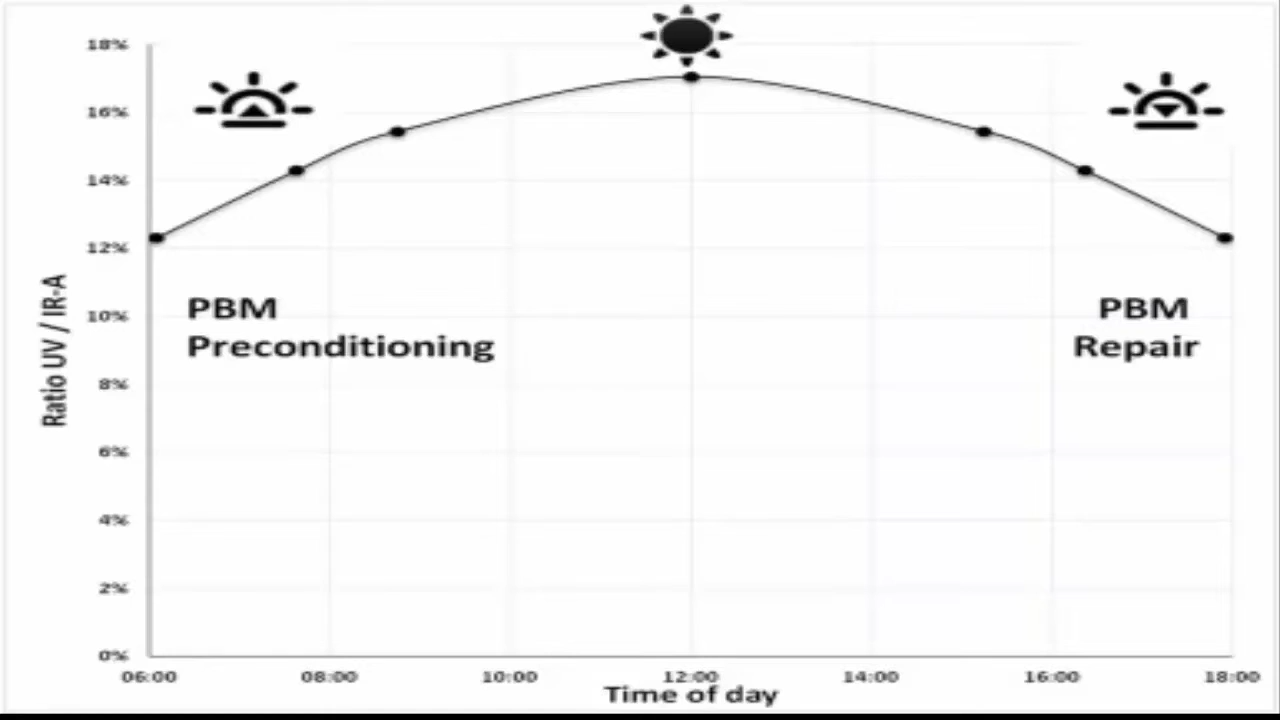 18%
16%
14%
12%
10%
8%
6%
4%
2%
0%
Ratio UV / IR-A
PBM
Preconditioning
PBM
Repair
06:00 08:00 10:00 12:00 14:00 16:00 18:00
Time of day